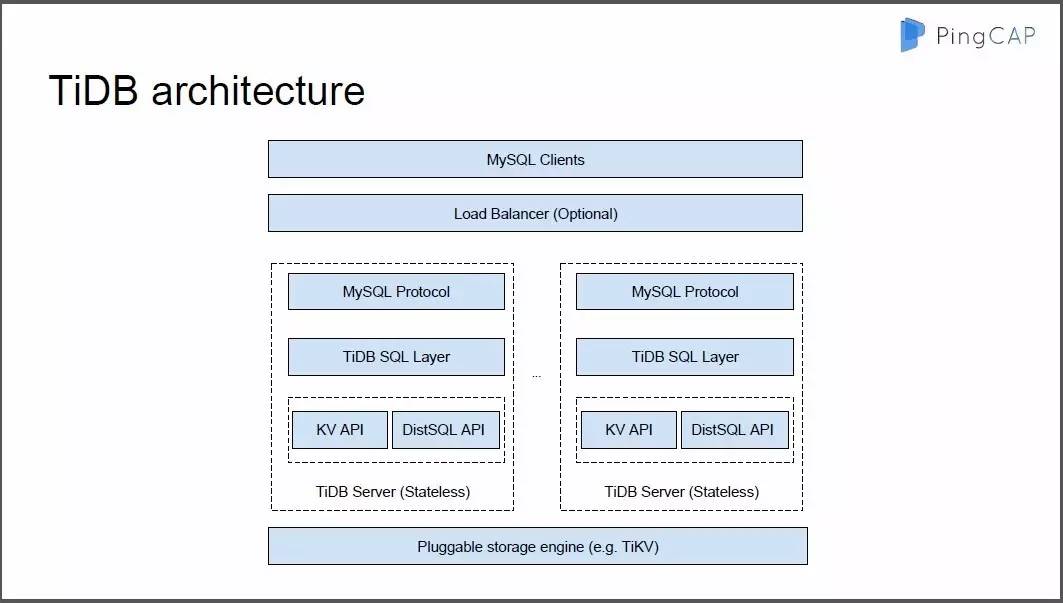 PingCAP
TiDB architecture
MySQL Clients
Load Balancer (Optional)
MySQL Protocol
TiDB SQL Layer
KV API
DistSQL API
TiDB Server (Stateless)
...
MySQL Protocol
TiDB SQL Layer
KV API
DistSQL API
TiDB Server (Stateless)
Pluggable storage engine (e.g. TiKV)